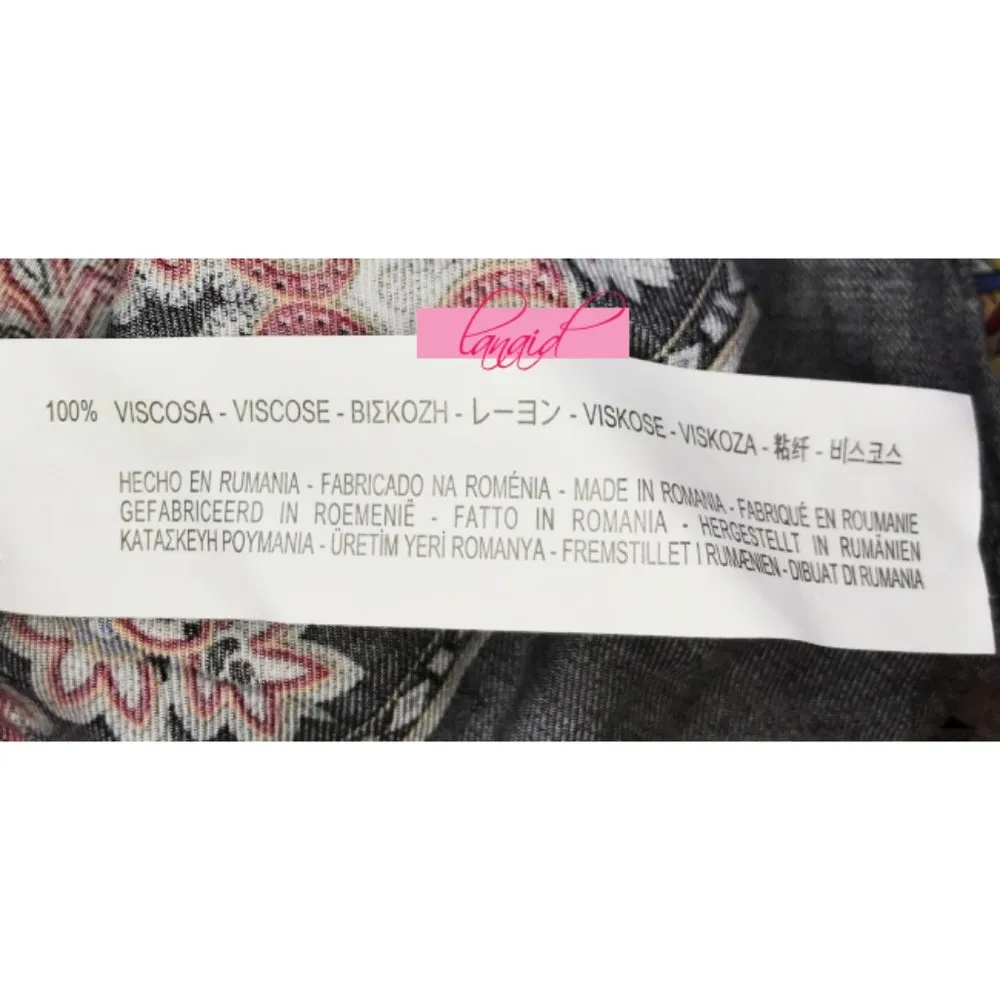 lanaid
100% VISCOSA - VISCOSE - ΒΙΣΚΟΖΗ - レーヨン - VISKOSE - VISKOZA - 粘纤 - 비스코스
HECHO EN RUMANIA - FABRICADO NA ROMÉNIA - MADE IN ROMANIA - FABRIQUÉ EN ROUMANIE
GEFABRICEERD IN ROEMENIË - FATTO IN ROMANIA - HERGESTELLT IN RUMÄNIEN
ΚΑΤΑΣΚΕΥΗ ΡΟΥΜΑΝΙΑ - ÜRETİM YERİ ROMANYA - FREMSTILLET I RUMÆNIEN - DIBUAT DI RUMANIA